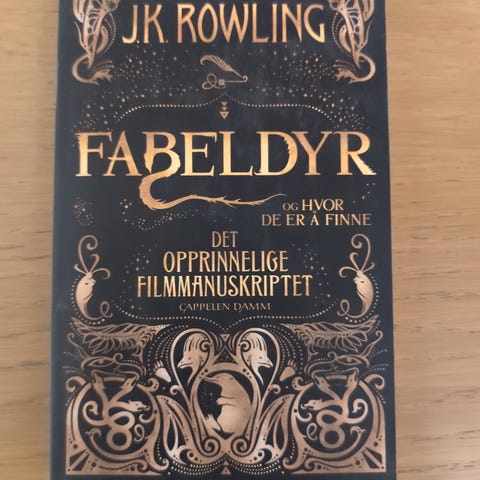 J.K. ROWLING
FABELDYR
OG HVOR
DE ER Å FINNE
DET
OPPRINNELIGE
FILMMANUSKRIPTET
CAPPELEN DAMM